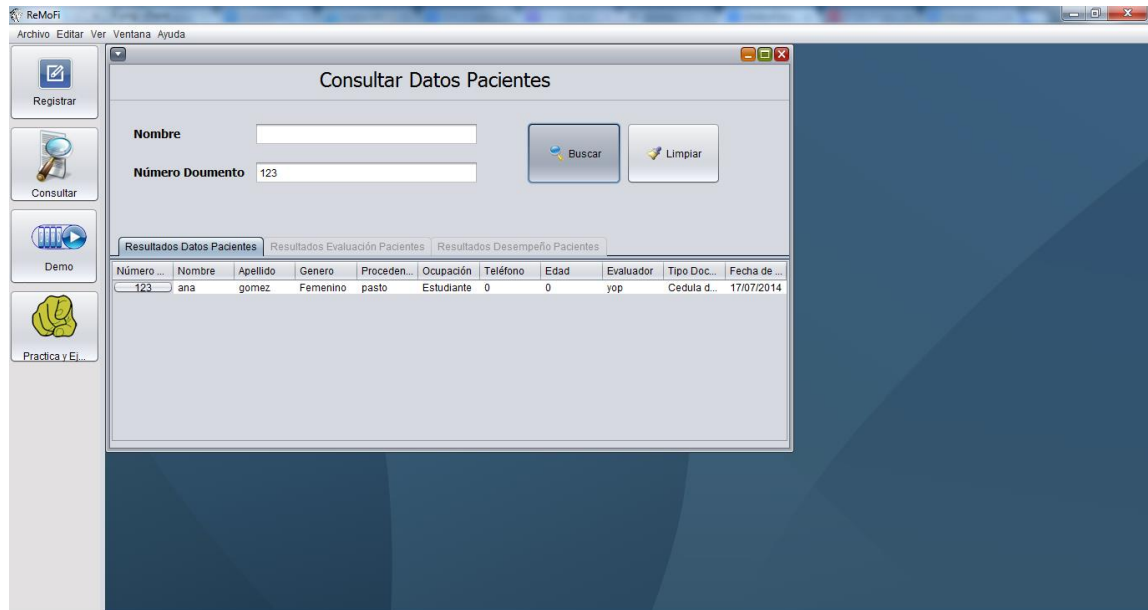 ReMoFi
Archivo Editar Ver Ventana Ayuda
Registrar
Consultar
Demo
Practica y Ej...
Consultar Datos Pacientes
Nombre
Número Doumento 123
Buscar
Limpiar
Resultados Datos Pacientes Resultados Evaluación Pacientes Resultados Desempeño Pacientes
Número ... Nombre Apellido Genero Proceden... Ocupación Teléfono Edad Evaluador Tipo Doc... Fecha de ...
123 ana gomez Femenino pasto Estudiante 0 0 yop Cedula d... 17/07/2014